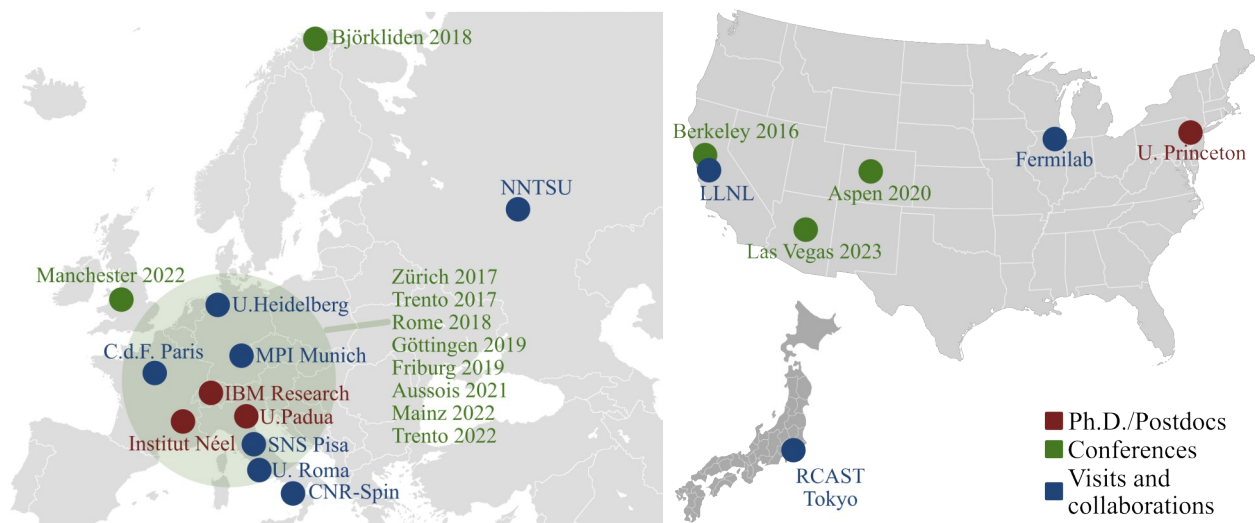 Björkliden 2018
NNTSU
Manchester 2022
U.Heidelberg
C.d.F. Paris
MPI Munich
IBM Research
U.Padua
Institut Néel
SNS Pisa
U. Roma
CNR-Spin
Zürich 2017
Trento 2017
Rome 2018
Göttingen 2019
Friburg 2019
Aussois 2021
Mainz 2022
Trento 2022
Berkeley 2016
LLNL
Aspen 2020
Las Vegas 2023
Fermilab
U. Princeton
RCAST
Tokyo
Ph.D./Postdocs
Conferences
Visits and
collaborations